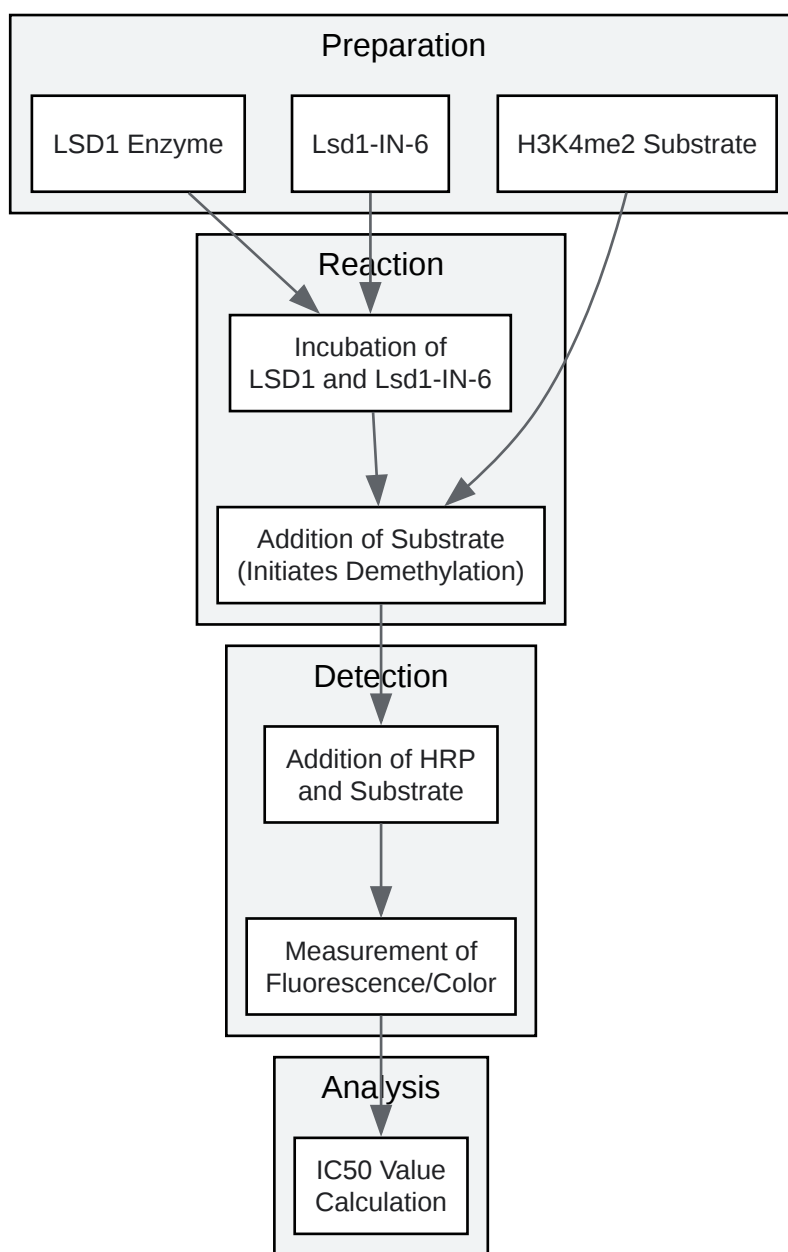 Preparation
LSD1 Enzyme
Lsd1-IN-6
H3K4me2 Substrate
Reaction
Incubation of
LSD1 and Lsd1-IN-6
Addition of Substrate
(Initiates Demethylation)
Detection
Addition of HRP
and Substrate
Measurement of
Fluorescence/Color
Analysis
IC50 Value
Calculation